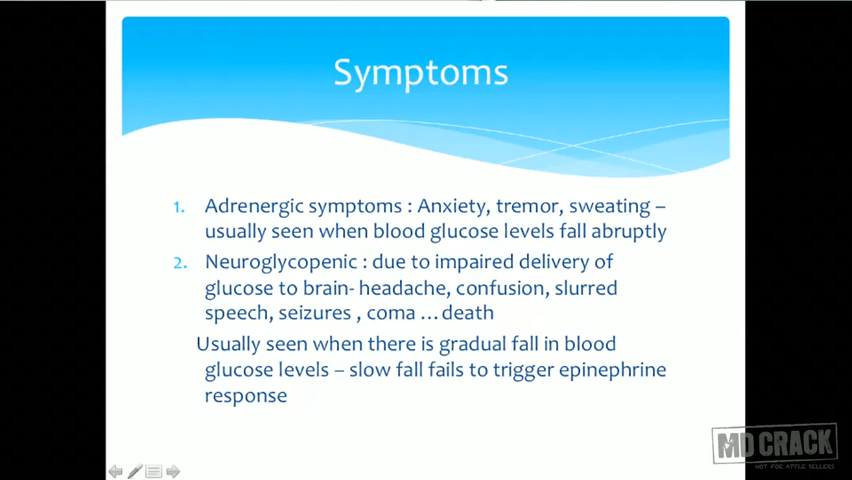 Symptoms
1. Adrenergic symptoms : Anxiety, tremor, sweating –
usually seen when blood glucose levels fall abruptly
2. Neuroglycopenic : due to impaired delivery of
glucose to brain- headache, confusion, slurred
speech, seizures , coma ...death
Usually seen when there is gradual fall in blood
glucose levels – slow fall fails to trigger epinephrine
response
MD CRACK
NOT FOR APPLE SELLERS